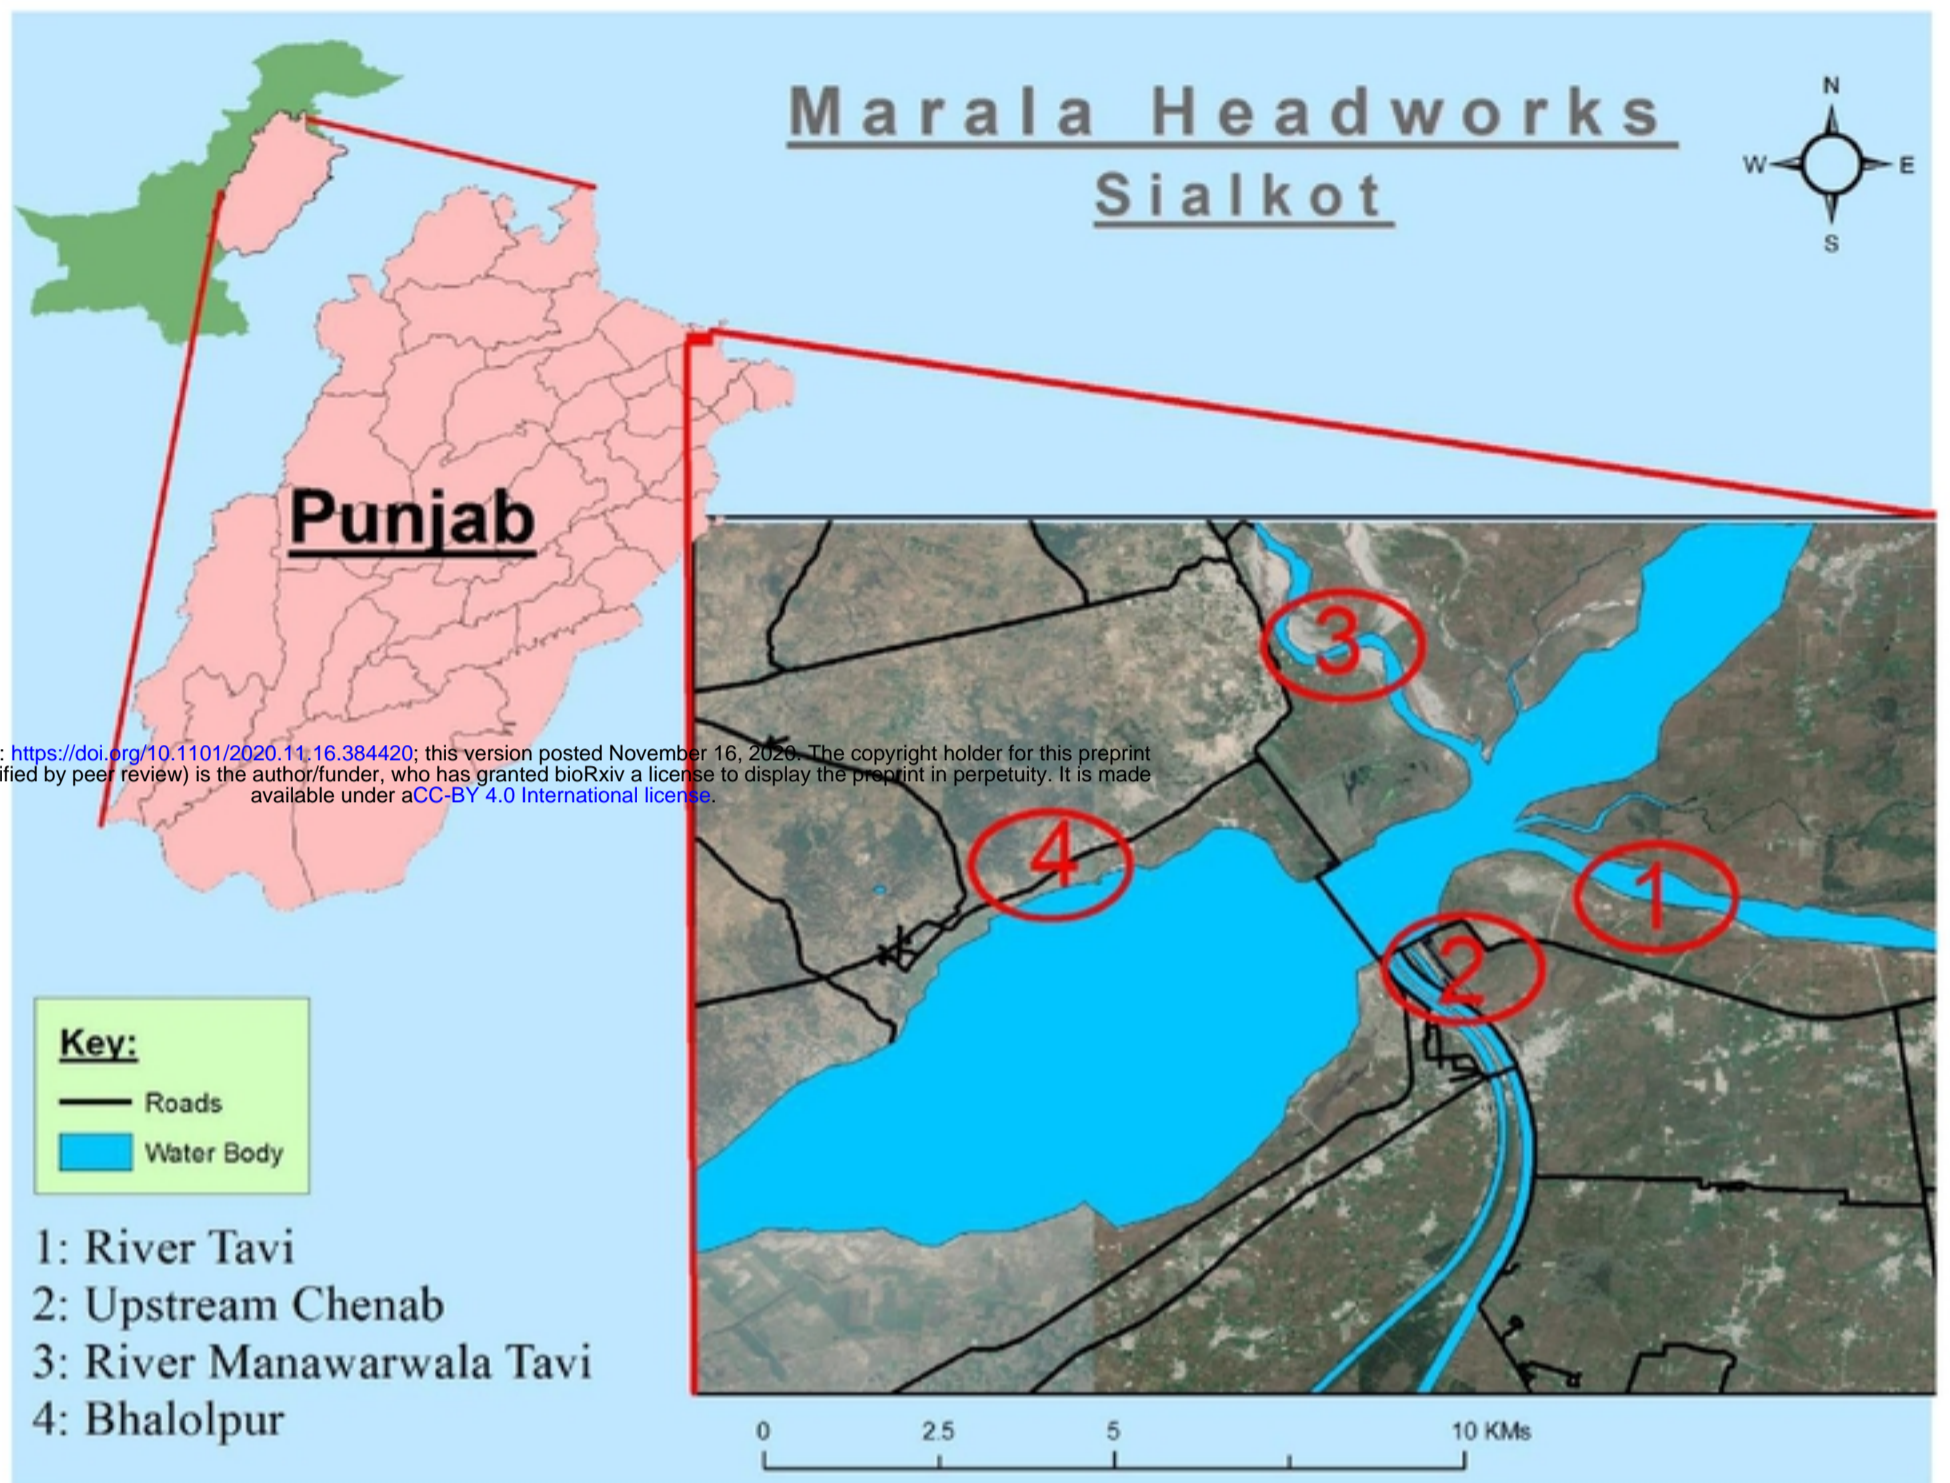 Marala Headworks
Sialkot
N
W E
S
Punjab
3
: https://doi.org/10.1101/2020.11.16.384420; this version posted November 16, 2020. The copyright holder for this preprint
ified by peer review) is the author/funder, who has granted bioRxiv a license to display the preprint in perpetuity. It is made
available under aCC-BY 4.0 International license.
4
1
2
Key:
Roads
Water Body
1: River Tavi
2: Upstream Chenab
3: River Manawarwala Tavi
4: Bhalolpur
0 2.5 5 10 KMs